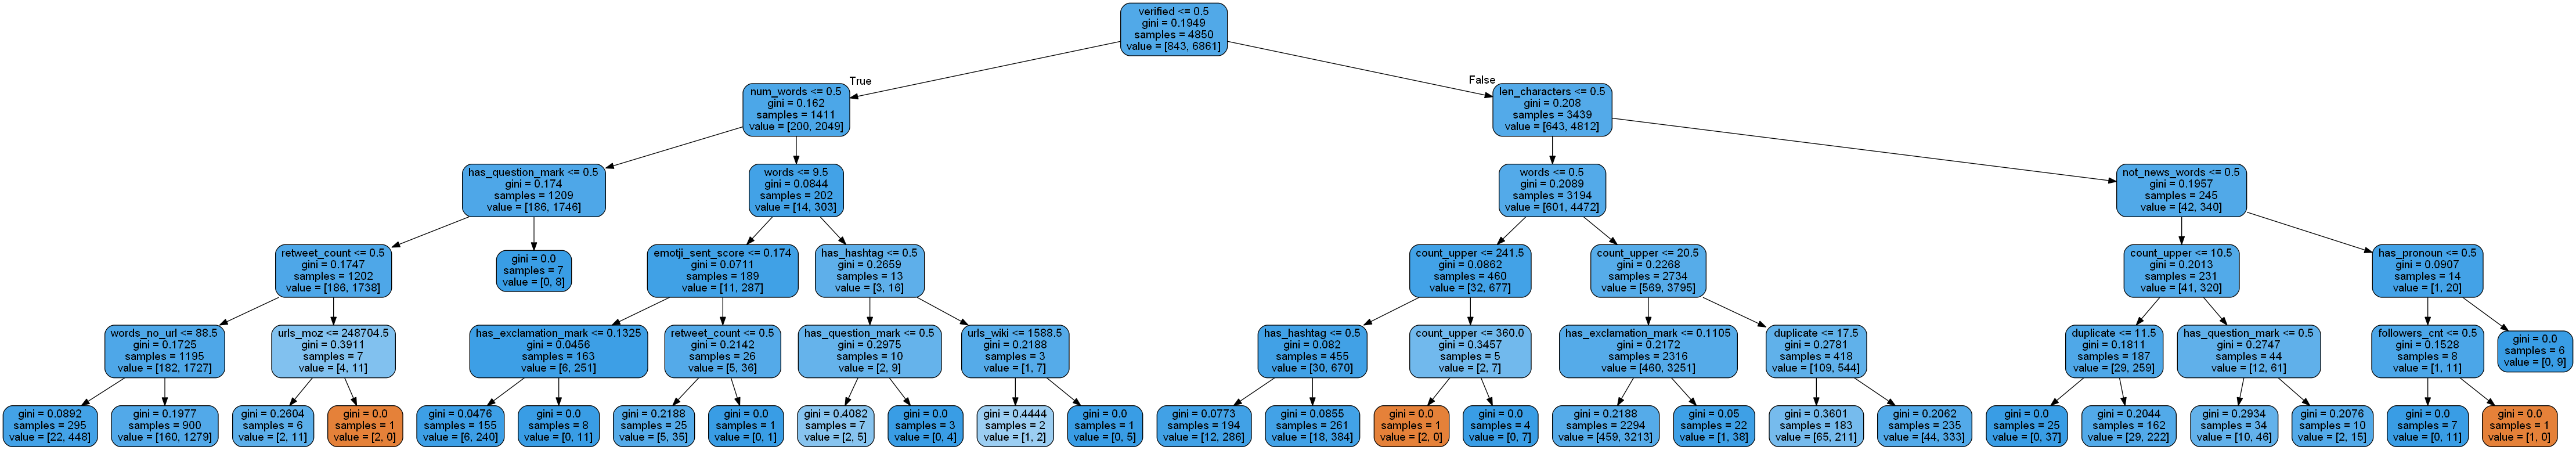 verified <= 0.5
gini = 0.1949
samples = 4850
value = [843, 6861]
True
False
num_words <= 0.5
gini = 0.162
samples = 1411
value = [200, 2049]
len_characters <= 0.5
gini = 0.208
samples = 3439
value = [643, 4812]
has_question_mark <= 0.5
gini = 0.174
samples = 1209
value = [186, 1746]
words <= 9.5
gini = 0.0844
samples = 202
value = [14, 303]
words <= 0.5
gini = 0.2089
samples = 3194
value = [601, 4472]
not_news_words <= 0.5
gini = 0.1957
samples = 245
value = [42, 340]
retweet_count <= 0.5
gini = 0.1747
samples = 1202
value = [186, 1738]
gini = 0.0
samples = 7
value = [0, 8]
emotji_sent_score <= 0.174
gini = 0.0711
samples = 189
value = [11, 287]
has_hashtag <= 0.5
gini = 0.2659
samples = 13
value = [3, 16]
count_upper <= 241.5
gini = 0.0862
samples = 460
value = [32, 677]
count_upper <= 20.5
gini = 0.2268
samples = 2734
value = [569, 3795]
count_upper <= 10.5
gini = 0.2013
samples = 231
value = [41, 320]
has_pronoun <= 0.5
gini = 0.0907
samples = 14
value = [1, 20]
words_no_url <= 88.5
gini = 0.1725
samples = 1195
value = [182, 1727]
urls_moz <= 248704.5
gini = 0.3911
samples = 7
value = [4, 11]
has_exclamation_mark <= 0.1325
gini = 0.0456
samples = 163
value = [6, 251]
retweet_count <= 0.5
gini = 0.2142
samples = 26
value = [5, 36]
has_question_mark <= 0.5
gini = 0.2975
samples = 10
value = [2, 9]
urls_wiki <= 1588.5
gini = 0.2188
samples = 3
value = [1, 7]
has_hashtag <= 0.5
gini = 0.082
samples = 455
value = [30, 670]
count_upper <= 360.0
gini = 0.3457
samples = 5
value = [2, 7]
has_exclamation_mark <= 0.1105
gini = 0.2172
samples = 2316
value = [460, 3251]
duplicate <= 17.5
gini = 0.2781
samples = 418
value = [109, 544]
duplicate <= 11.5
gini = 0.1811
samples = 187
value = [29, 259]
has_question_mark <= 0.5
gini = 0.2747
samples = 44
value = [12, 61]
followers_cnt <= 0.5
gini = 0.1528
samples = 8
value = [1, 11]
gini = 0.0
samples = 6
value = [0, 9]
gini = 0.0892
samples = 295
value = [22, 448]
gini = 0.1977
samples = 900
value = [160, 1279]
gini = 0.2604
samples = 6
value = [2, 11]
gini = 0.0
samples = 1
value = [2, 0]
gini = 0.0476
samples = 155
value = [6, 240]
gini = 0.0
samples = 8
value = [0, 11]
gini = 0.2188
samples = 25
value = [5, 35]
gini = 0.0
samples = 1
value = [0, 1]
gini = 0.4082
samples = 7
value = [2, 5]
gini = 0.0
samples = 3
value = [0, 4]
gini = 0.4444
samples = 2
value = [1, 2]
gini = 0.0
samples = 1
value = [0, 5]
gini = 0.0773
samples = 194
value = [12, 286]
gini = 0.0855
samples = 261
value = [18, 384]
gini = 0.0
samples = 1
value = [2, 0]
gini = 0.0
samples = 4
value = [0, 7]
gini = 0.2188
samples = 2294
value = [459, 3213]
gini = 0.05
samples = 22
value = [1, 38]
gini = 0.3601
samples = 183
value = [65, 211]
gini = 0.2062
samples = 235
value = [44, 333]
gini = 0.0
samples = 25
value = [0, 37]
gini = 0.2044
samples = 162
value = [29, 222]
gini = 0.2934
samples = 34
value = [10, 46]
gini = 0.2076
samples = 10
value = [2, 15]
gini = 0.0
samples = 7
value = [0, 11]
gini = 0.0
samples = 1
value = [1, 0]